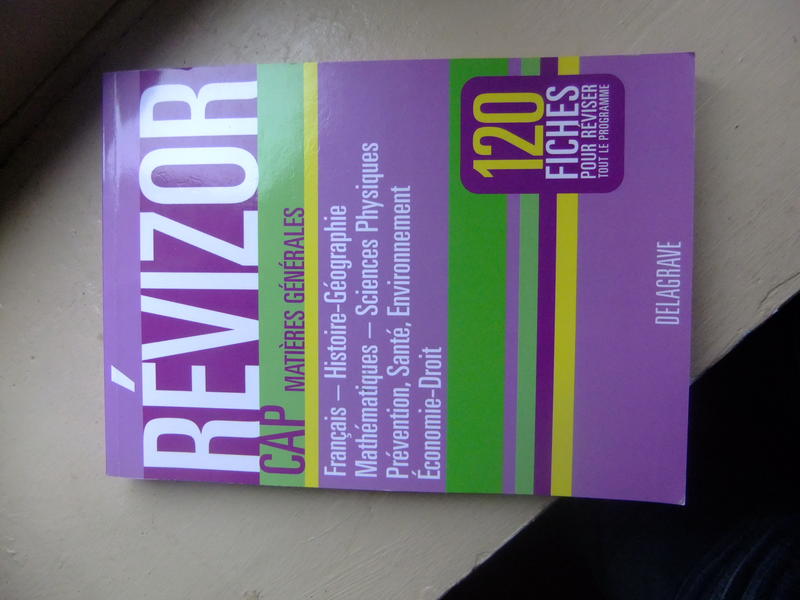 RÉVIZOR
CAP MATIÈRES GÉNÉRALES
Français – Histoire-Géographie
Mathématiques – Sciences Physiques
Prévention, Santé, Environnement
Économie-Droit
120
FICHES
POUR RÉVISER
TOUT LE PROGRAMME
DELAGRAVE